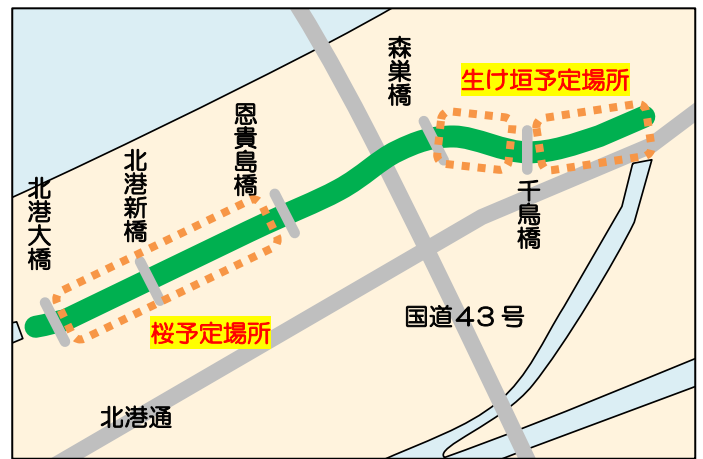 森巣橋
生け垣予定場所
恩貴島橋
北港新橋
北港大橋
千鳥橋
国道43号
桜予定場所
北港通